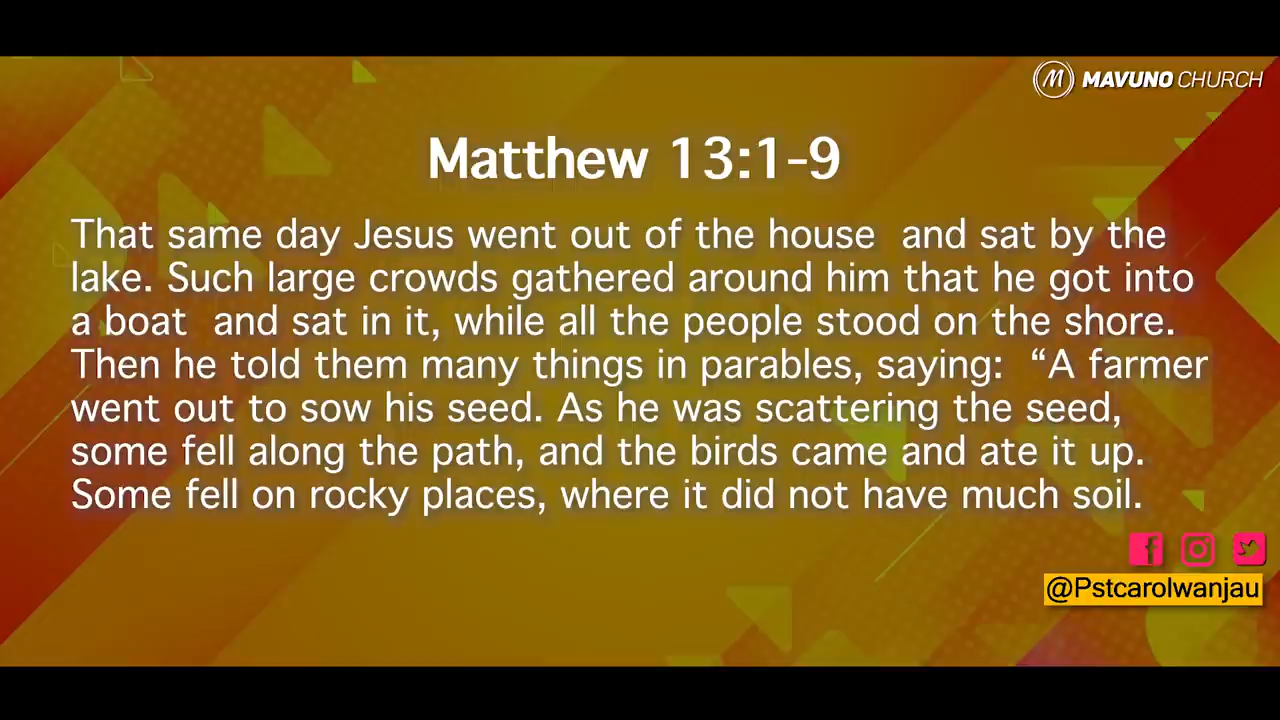 MAVUNO CHURCH
Matthew 13:1-9
That same day Jesus went out of the house and sat by the
lake. Such large crowds gathered around him that he got into
a boat and sat in it, while all the people stood on the shore.
Then he told them many things in parables, saying: “A farmer
went out to sow his seed. As he was scattering the seed,
some fell along the path, and the birds came and ate it up.
Some fell on rocky places, where it did not have much soil.
@Pstcarolwanjau